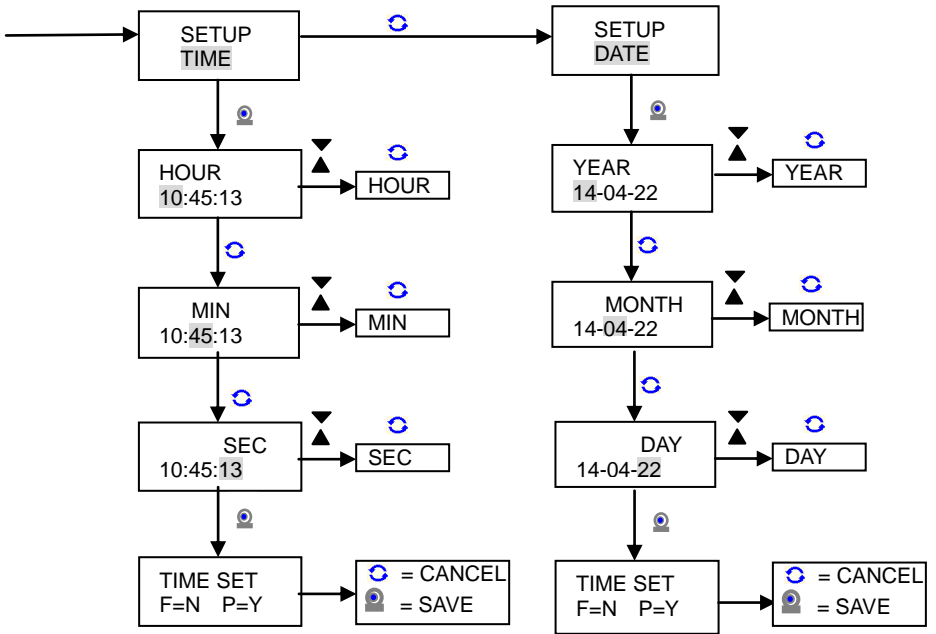 SETUP
TIME
HOUR
10:45:13
HOUR
MIN
10:45:13
MIN
SEC
10:45:13
SEC
TIME SET
F=N P=Y
= CANCEL
= SAVE
SETUP
DATE
YEAR
14-04-22
YEAR
MONTH
14-04-22
MONTH
DAY
14-04-22
DAY
TIME SET
F=N P=Y
= CANCEL
= SAVE